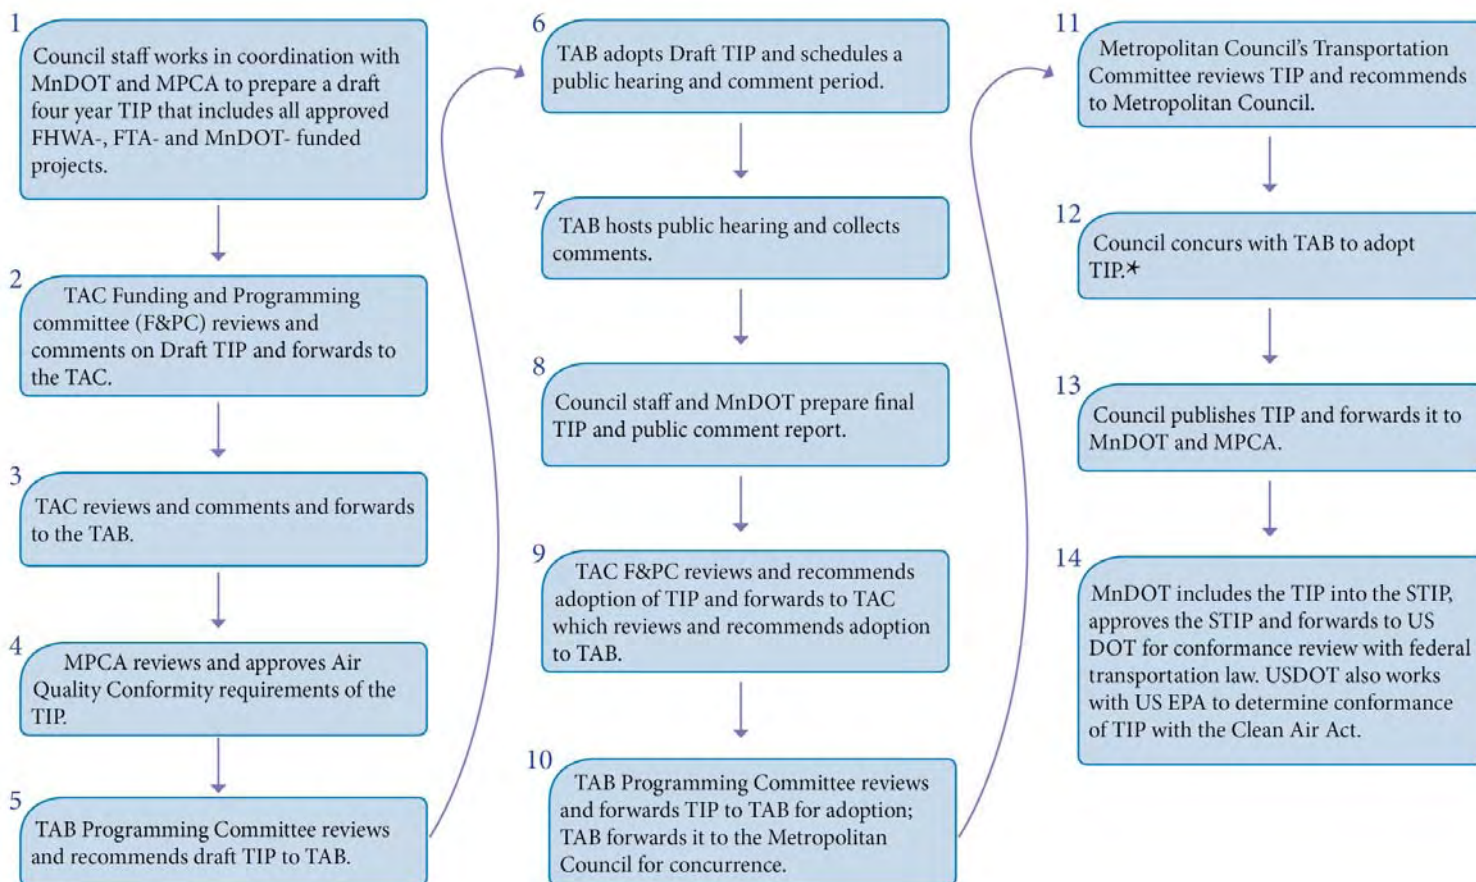 1
Council staff works in coordination with
MnDOT and MPCA to prepare a draft
four year TIP that includes all approved
FHWA-, FTA- and MnDOT- funded
projects.
2
TAC Funding and Programming
committee (F&PC) reviews and
comments on Draft TIP and forwards to
the TAC.
3
TAC reviews and comments and forwards
to the TAB.
4
MPCA reviews and approves Air
Quality Conformity requirements of the
TIP.
5
TAB Programming Committee reviews
and recommends draft TIP to TAB.
6
TAB adopts Draft TIP and schedules a
public hearing and comment period.
7
TAB hosts public hearing and collects
comments.
8
Council staff and MnDOT prepare final
TIP and public comment report.
9
TAC F&PC reviews and recommends
adoption of TIP and forwards to TAC
which reviews and recommends adoption
to TAB.
10
TAB Programming Committee reviews
and forwards TIP to TAB for adoption;
TAB forwards it to the Metropolitan
Council for concurrence.
11
Metropolitan Council's Transportation
Committee reviews TIP and recommends
to Metropolitan Council.
12
Council concurs with TAB to adopt
TIP.*
13
Council publishes TIP and forwards it to
MnDOT and MPCA.
14
MnDOT includes the TIP into the STIP,
approves the STIP and forwards to US
DOT for conformance review with federal
transportation law. USDOT also works
with US EPA to determine conformance
of TIP with the Clean Air Act.